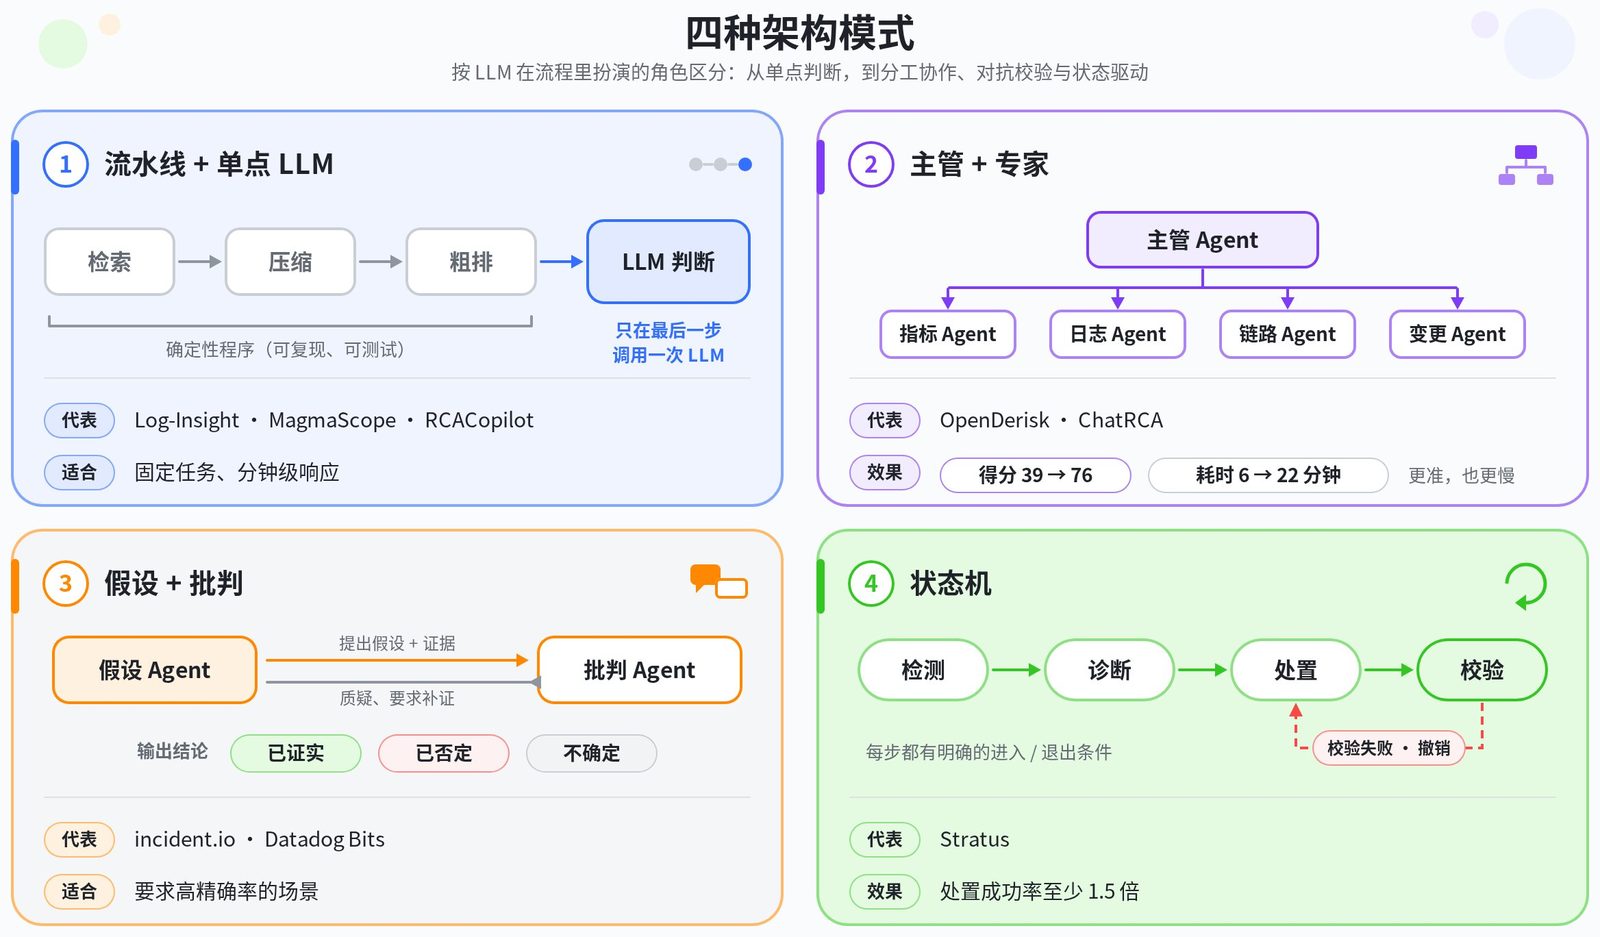 四种架构模式
按 LLM 在流程里扮演的角色区分：从单点判断，到分工协作、对抗校验与状态驱动
1 流水线 + 单点 LLM
检索
压缩
粗排
LLM 判断
确定性程序（可复现、可测试）
只在最后一步
调用一次 LLM
代表 Log-Insight · MagmaScope · RCACopilot
适合 固定任务、分钟级响应
2 主管 + 专家
主管 Agent
指标 Agent
日志 Agent
链路 Agent
变更 Agent
代表 OpenDerisk · ChatRCA
效果 得分 39 → 76 耗时 6 → 22 分钟 更准，也更慢
3 假设 + 批判
假设 Agent
提出假设 + 证据
质疑、要求补证
批判 Agent
输出结论 已证实 已否定 不确定
代表 incident.io · Datadog Bits
适合 要求高精确率的场景
4 状态机
检测
诊断
处置
校验
每步都有明确的进入 / 退出条件
校验失败 · 撤销
代表 Stratus
效果 处置成功率至少 1.5 倍